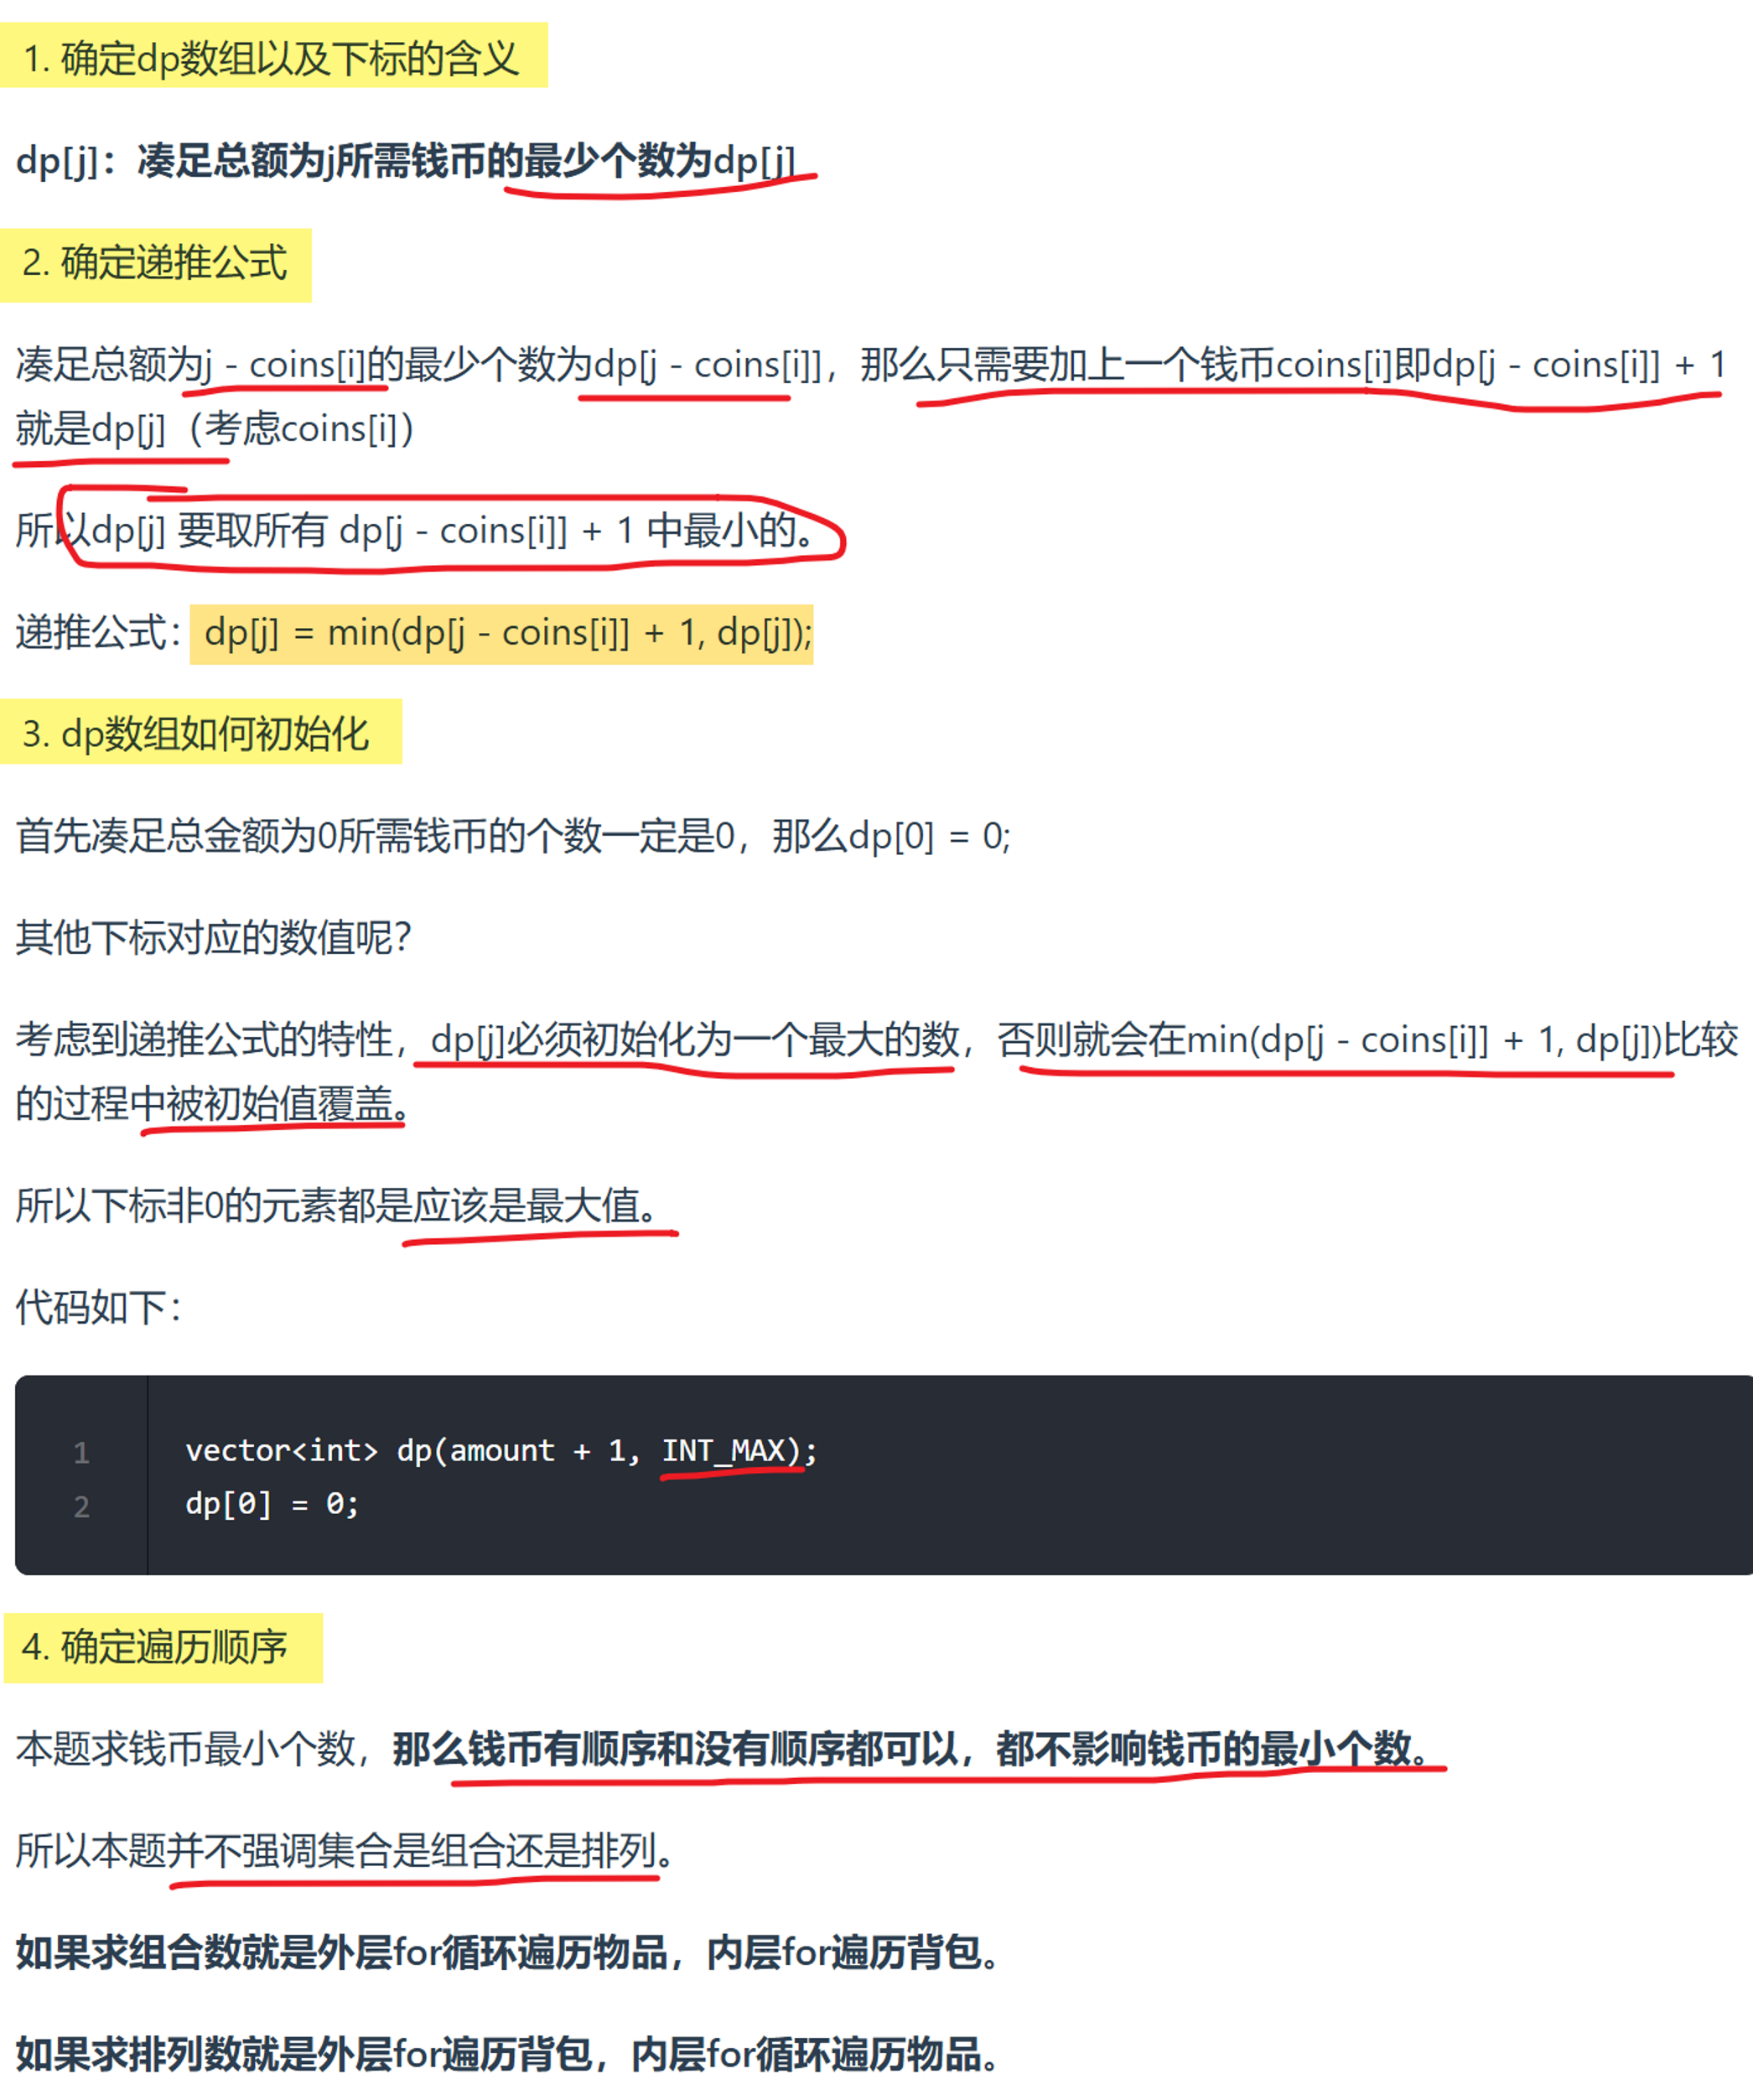 1. 确定dp数组以及下标的含义
dp[j]：凑足总额为j所需钱币的最少个数为dp[j]
2. 确定递推公式
凑足总额为j - coins[i]的最少个数为dp[j - coins[i]]，那么只需要加上一个钱币coins[i]即dp[j - coins[i]] + 1
就是dp[j]（考虑coins[i]）
所以dp[j] 要取所有 dp[j - coins[i]] + 1 中最小的。
递推公式：dp[j] = min(dp[j - coins[i]] + 1, dp[j]);
3. dp数组如何初始化
首先凑足总金额为0所需钱币的个数一定是0，那么dp[0] = 0;
其他下标对应的数值呢？
考虑到递推公式的特性，dp[j]必须初始化为一个最大的数，否则就会在min(dp[j - coins[i]] + 1, dp[j])比较
的过程中被初始值覆盖。
所以下标非0的元素都是应该是最大值。
代码如下：
1 vector<int> dp(amount + 1, INT_MAX);
2 dp[0] = 0;
4. 确定遍历顺序
本题求钱币最小个数，那么钱币有顺序和没有顺序都可以，都不影响钱币的最小个数。
所以本题并不强调集合是组合还是排列。
如果求组合数就是外层for循环遍历物品，内层for遍历背包。
如果求排列数就是外层for遍历背包，内层for循环遍历物品。